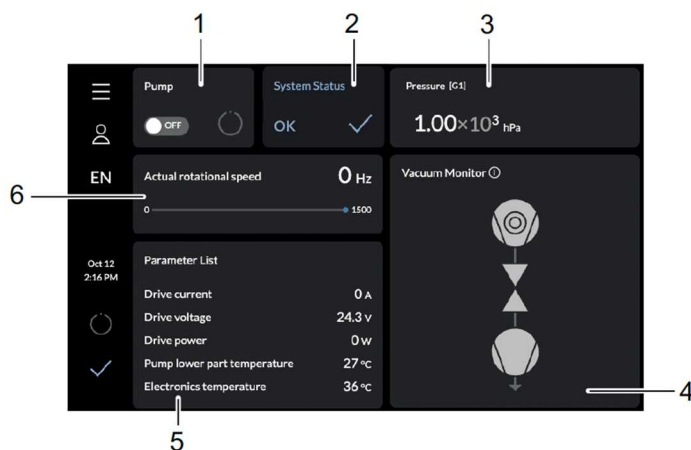 1
2
3
Pump
OFF
System Status
OK
Pressure [G1]
1.00×10³ hPa
EN
6
Actual rotational speed 0 Hz
0 1500
Vacuum Monitor
Oct 12
2:16 PM
Parameter List
Drive current 0 A
Drive voltage 24.3 V
Drive power 0 W
Pump lower part temperature 27 °C
Electronics temperature 36 °C
4
5